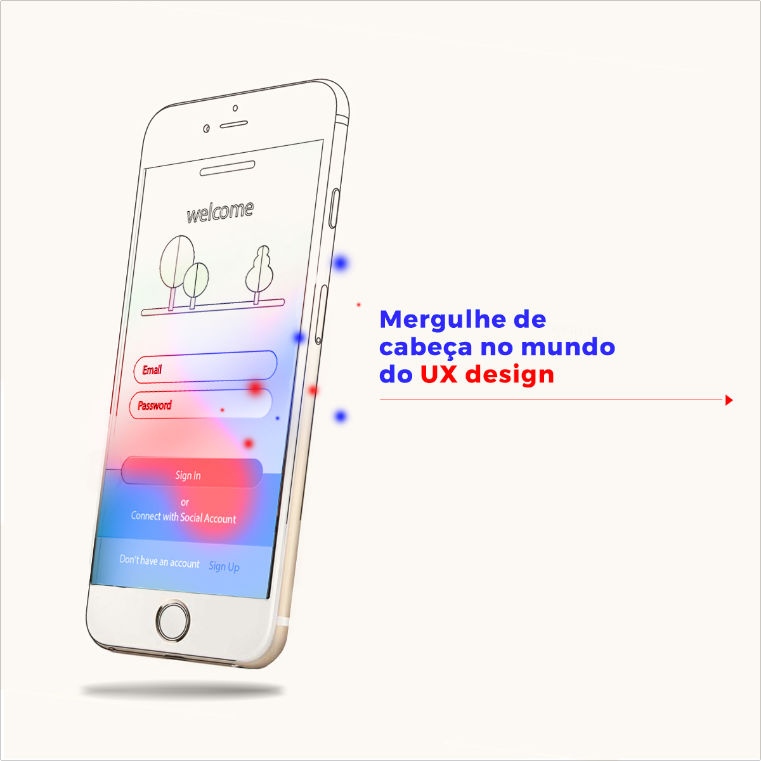 welcome
Email
Password
Sign In
or
Connect with Social Account
Don't have an account Sign Up
Mergulhe de
cabeça no mundo
do UX design